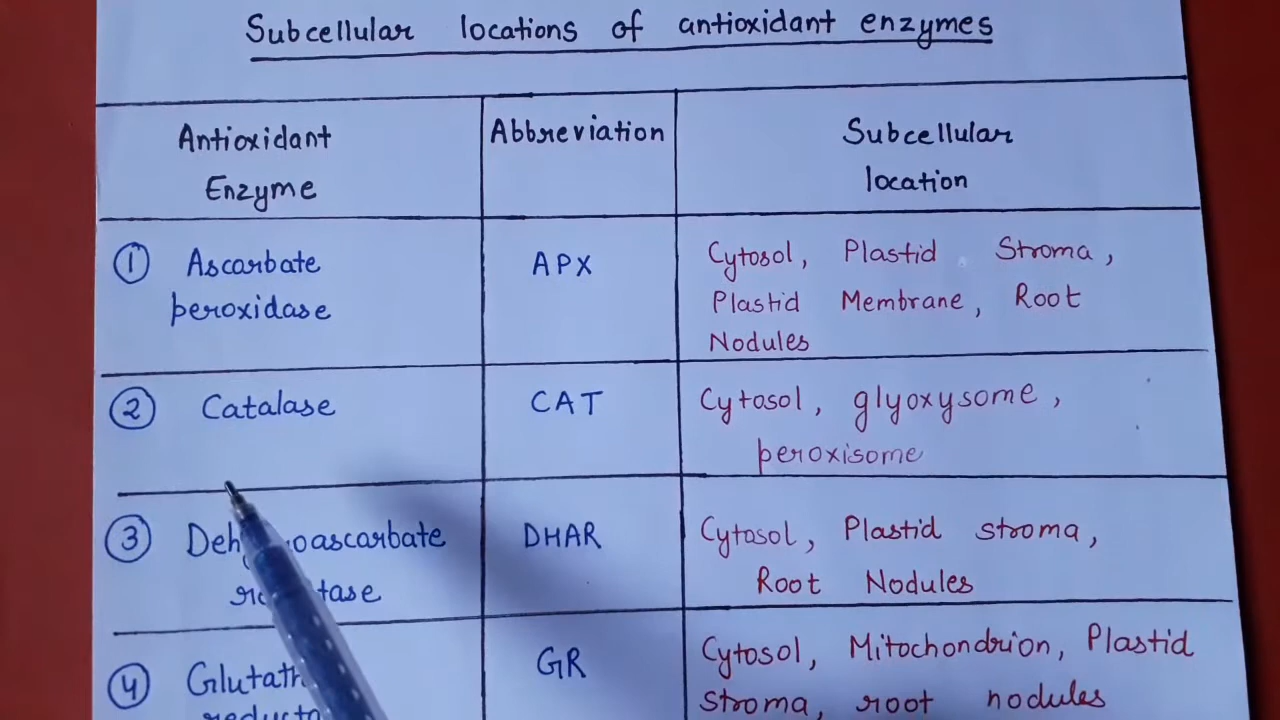 Subcellular locations of antioxidant enzymes
Antioxidant
Enzyme
Abbreviation
Subcellular
location
① Ascarbate
peroxidase
APX
Cytosol, Plastid Stroma,
Plastid Membrane, Root
Nodules
② Catalase
CAT
Cytosol, glyoxysome,
peroxisome
③
DHAR
Cytosol, Plastid stroma,
Root Nodules
④
GR
Cytosol, Mitochondrion, Plastid
stroma, root nodules